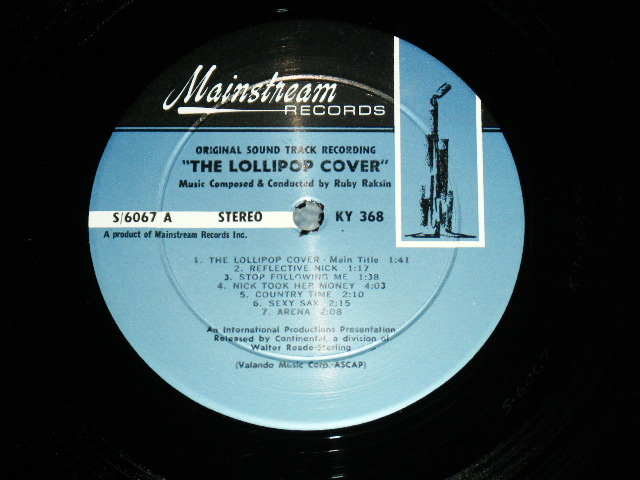 Mainstream
RECORDS
ORIGINAL SOUND TRACK RECORDING
"THE LOLLIPOP COVER"
Music Composed & Conducted by Ruby Raksin
S/6067 A STEREO KY 368
A product of Mainstream Records Inc.
1. THE LOLLIPOP COVER - Main Title 1:41
2. REFLECTIVE NICK 1:17
3. STOP FOLLOWING ME 1:38
4. NICK TOOK HER MONEY 4:03
5. COUNTRY TIME 2:10
6. SEXY SAX 2:15
7. ARENA 2:08
An International Productions Presentation
Released by Continental, a division of
Walter Reade-Sterling
(Valando Music Corp.-ASCAP)
S-6067